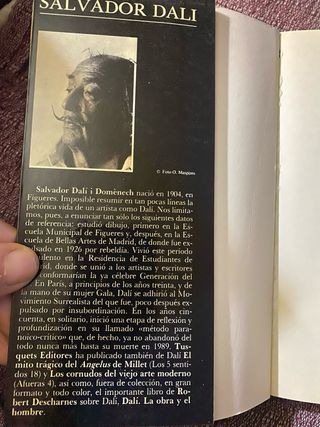 SALVADOR DALI
© Foto O. Maspons
Salvador Dalí i Domènech nació en 1904, en
Figueres. Imposible resumir en tan pocas líneas la
pletórica vida de un artista como Dalí. Nos limita-
mos, pues, a enunciar tan sólo los siguientes datos
de referencia: estudió dibujo, primero en la Es-
cuela Municipal de Figueres y, después, en la Es-
cuela de Bellas Artes de Madrid, de donde fue ex-
sado en 1926 por rebeldía. Vivió este período
ulento en la Residencia de Estudiantes de
rid, donde se unió a los artistas y escritores
conformarían la ya célebre Generación del
En París, a principios de los años treinta, y de
la mano de su mujer Gala, Dalí se adhirió al Mo-
vimiento Surrealista del que fue, poco después ex-
pulsado por insubordinación. En los años cin-
cuenta, en solitario, inició una etapa de reflexión y
profundización en su llamado «método para-
noico-crítico» que, de hecho, ya no abandonó del
todo nunca más hasta su muerte en 1989. Tus-
quets Editores ha publicado también de Dalí El
mito trágico del Angelus de Millet (Los 5 senti-
dos 18) y Los cornudos del viejo arte moderno
(Afueras 4), así como, fuera de colección, en gran
formato y todo color, el importante libro de Ro-
bert Descharnes sobre Dalí, Dalí. La obra y el
hombre.